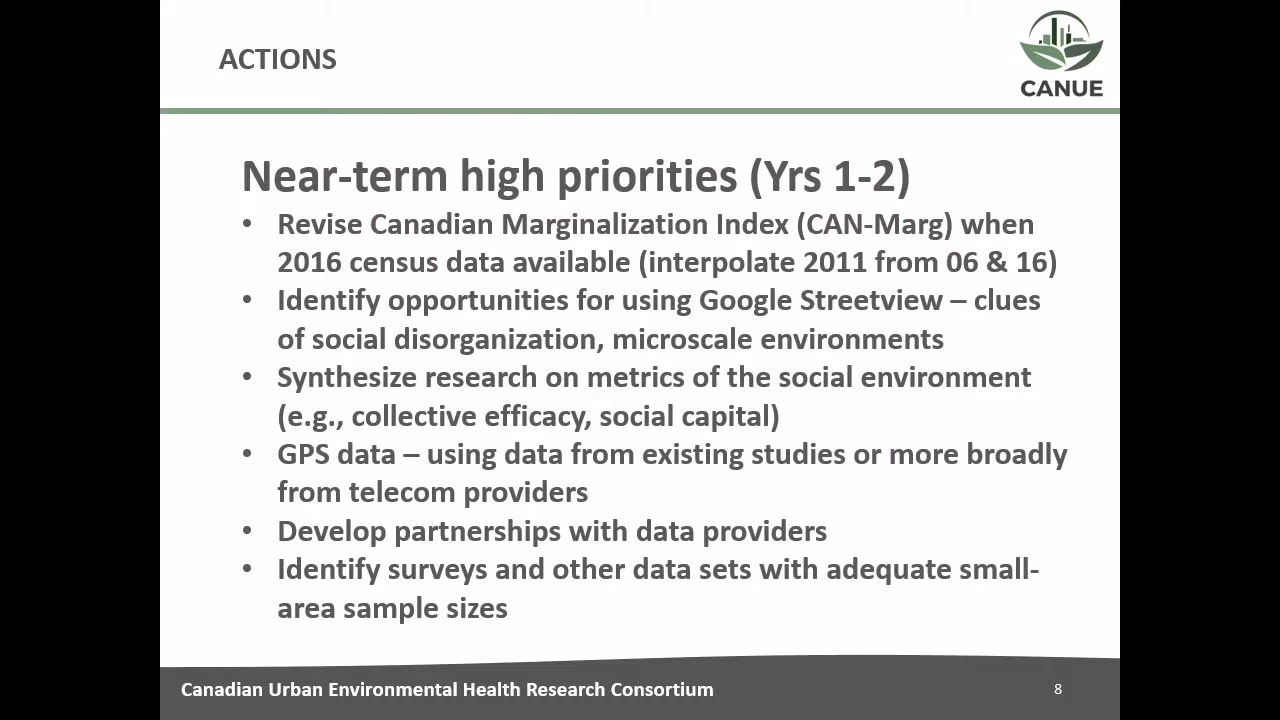 ACTIONS
CANUE
Near-term high priorities (Yrs 1-2)
• Revise Canadian Marginalization Index (CAN-Marg) when
2016 census data available (interpolate 2011 from 06 & 16)
• Identify opportunities for using Google Streetview – clues
of social disorganization, microscale environments
• Synthesize research on metrics of the social environment
(e.g., collective efficacy, social capital)
• GPS data – using data from existing studies or more broadly
from telecom providers
• Develop partnerships with data providers
• Identify surveys and other data sets with adequate small-
area sample sizes
Canadian Urban Environmental Health Research Consortium
8